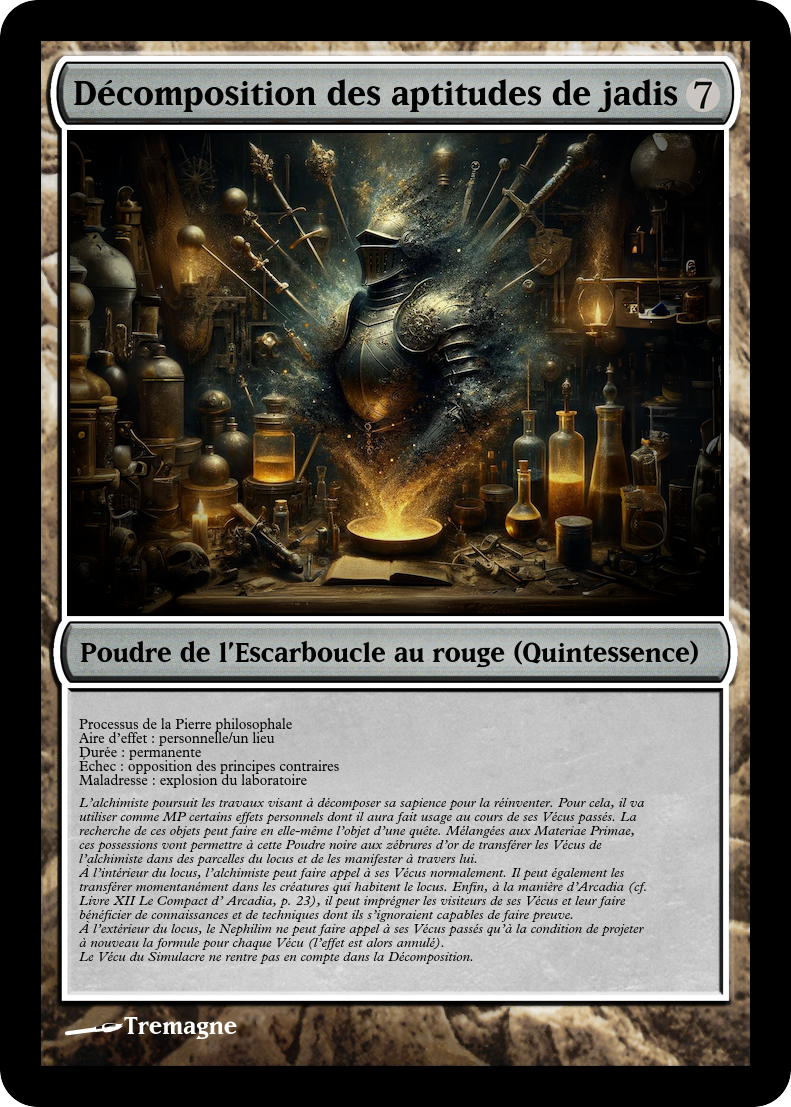 Décomposition des aptitudes de jadis 7
Poudre de l'Escarboucle au rouge (Quintessence)
Processus de la Pierre philosophale
Aire d'effet : personnelle/un lieu
Durée : permanente
Échec : opposition des principes contraires
Maladresse : explosion du laboratoire
L'alchimiste poursuit les travaux visant à décomposer sa sapience pour la réinventer. Pour cela, il va
utiliser comme MP certains effets personnels dont il aura fait usage au cours de ses Vécus passés. La
recherche de ces objets peut faire en elle-même l'objet d'une quête. Mélangées aux Materiae Primae,
ces possessions vont permettre à cette Poudre noire aux zébrures d'or de transférer les Vécus de
l'alchimiste dans des parcelles du locus et de les manifester à travers lui.
À l'intérieur du locus, l'alchimiste peut faire appel à ses Vécus normalement. Il peut également les
transférer momentanément dans les créatures qui habitent le locus. Enfin, à la manière d'Arcadia (cf.
Livre XII Le Compact d' Arcadia, p. 23), il peut imprégner les visiteurs de ses Vécus et leur faire
bénéficier de connaissances et de techniques dont ils s'ignoraient capables de faire preuve.
À l'extérieur du locus, le Nephilim ne peut faire appel à ses Vécus passés qu'à la condition de projeter
à nouveau la formule pour chaque Vécu (l'effet est alors annulé).
Le Vécu du Simulacre ne rentre pas en compte dans la Décomposition.
Tremagne